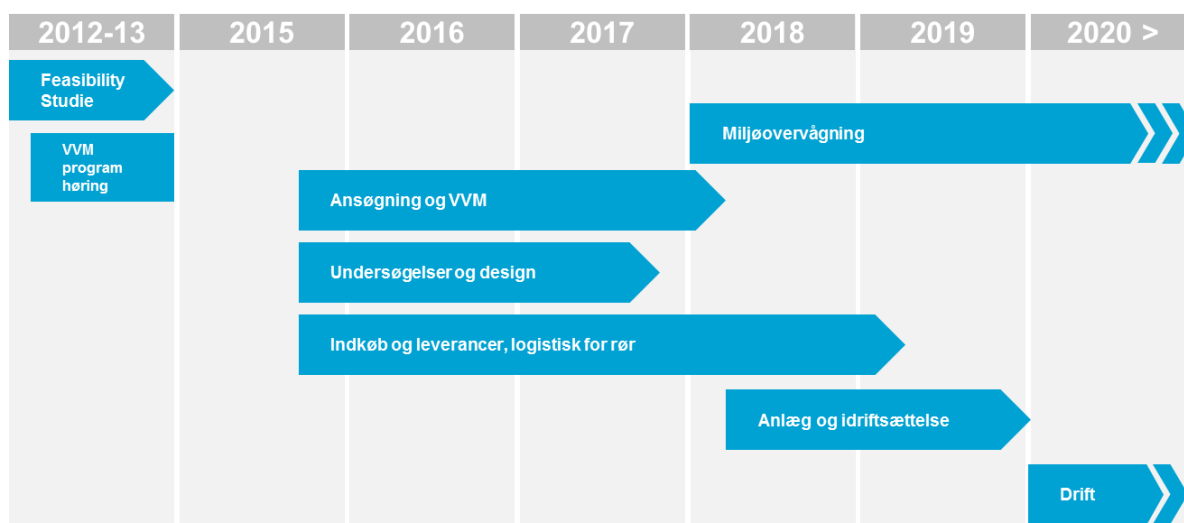 2012-13 2015 2016 2017 2018 2019 2020 >
Feasibility
Studie
Miljøovervågning
VVM
program
høring
Ansøgning og VVM
Undersøgelser og design
Indkøb og leverancer, logistisk for rør
Anlæg og idriftsættelse
Drift